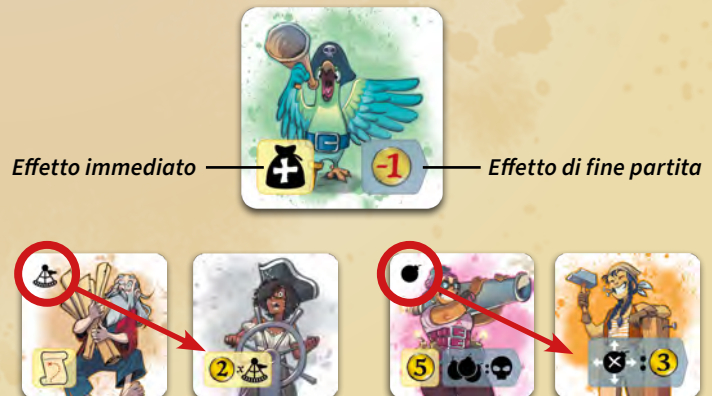 -1
Effetto immediato
Effetto di fine partita
2 x
5 :
: 3